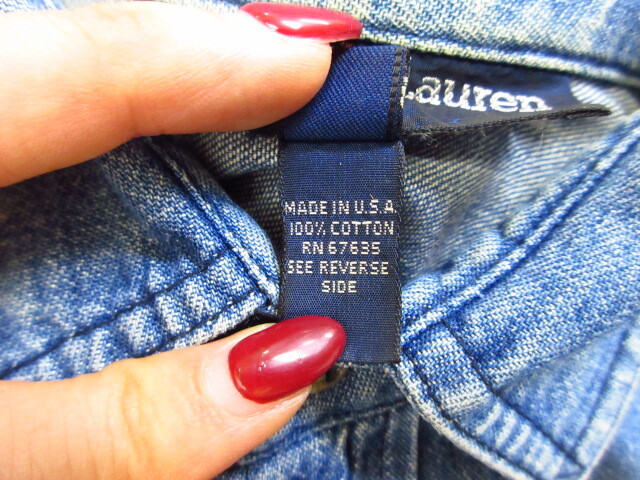 Lauren
MADE IN U.S.A.
100% COTTON
RN 67635
SEE REVERSE
SIDE